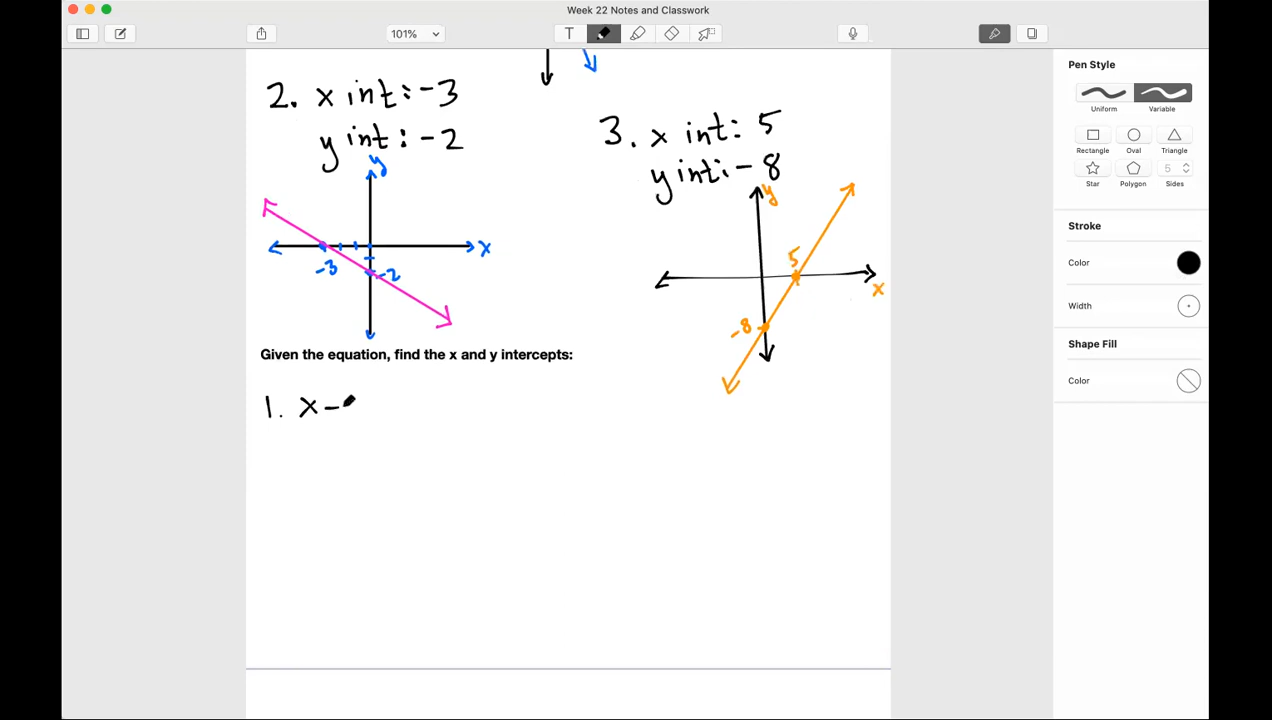 Week 22 Notes and Classwork
101%
T
Pen Style
Uniform
Variable
Rectangle
Oval
Triangle
Star
Polygon
5
Sides
Stroke
Color
Width
Shape Fill
Color
2. x int: -3
y int: -2
y
x
-3
-2
3. x int: 5
y int: -8
y
5
x
-8
Given the equation, find the x and y intercepts:
1. x -